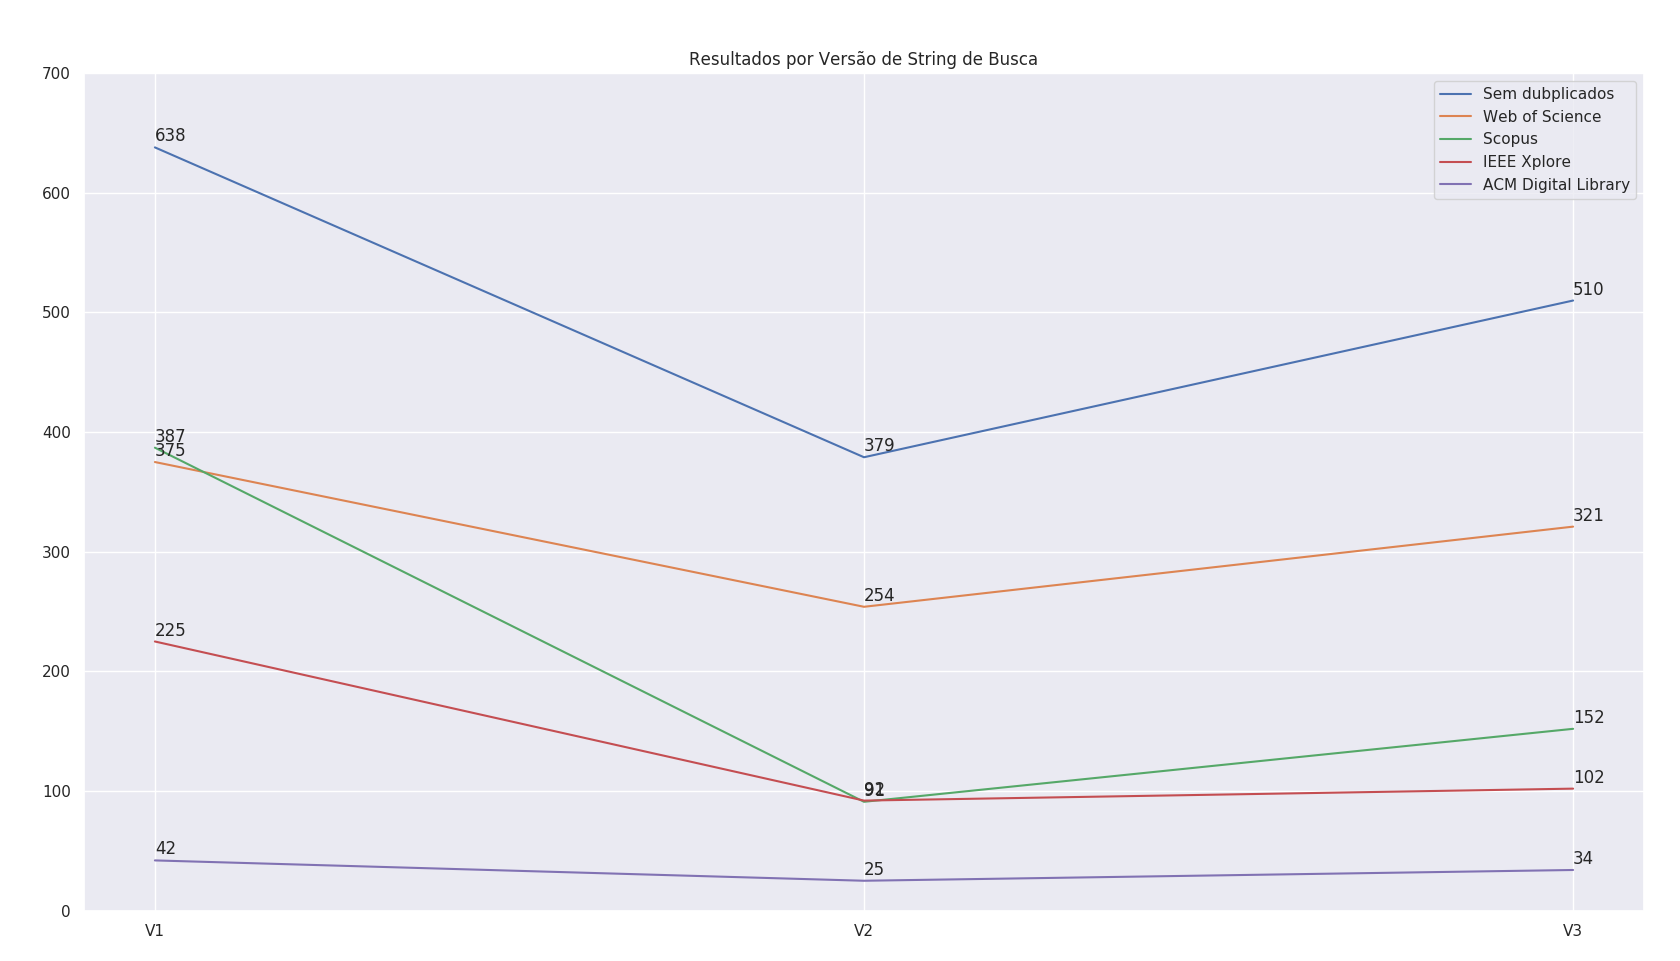 Resultados por Versão de String de Busca
700
600
500
400
300
200
100
0
638
387
375
225
42
379
254
92
91
25
510
321
152
102
34
Sem dubplicados
Web of Science
Scopus
IEEE Xplore
ACM Digital Library
V1
V2
V3